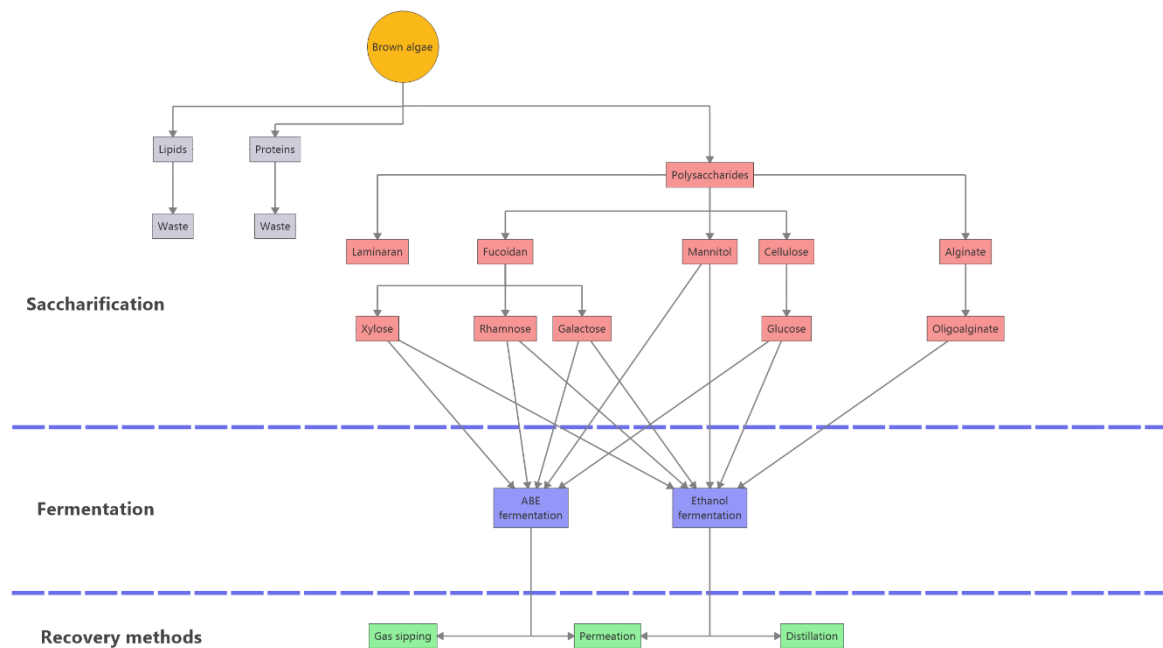 Brown algae
Lipids
Proteins
Polysaccharides
Waste
Waste
Laminaran
Fucoidan
Mannitol
Cellulose
Alginate
Saccharification
Xylose
Rhamnose
Galactose
Glucose
Oligoalginate
Fermentation
ABE
fermentation
Ethanol
fermentation
Recovery methods
Gas sipping
Permeation
Distillation